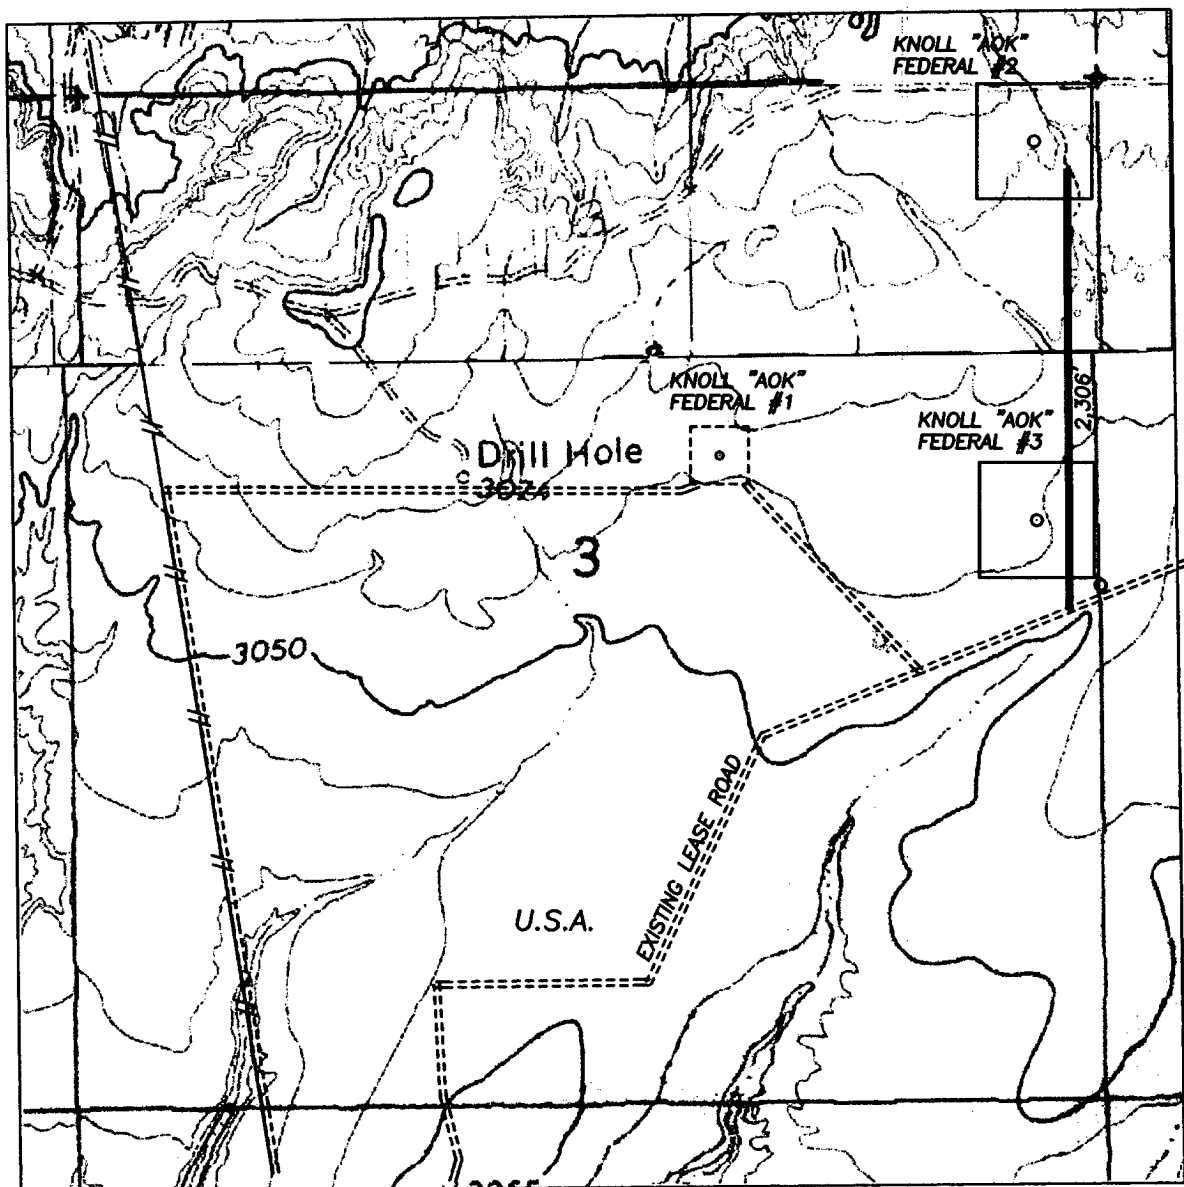 KNOLL "AOK"
FEDERAL #2
KNOLL "AOK"
FEDERAL #1
KNOLL "AOK"
FEDERAL #3
2,306'
Drill Hole
3024
3
3050
EXISTING LEASE ROAD
U.S.A.